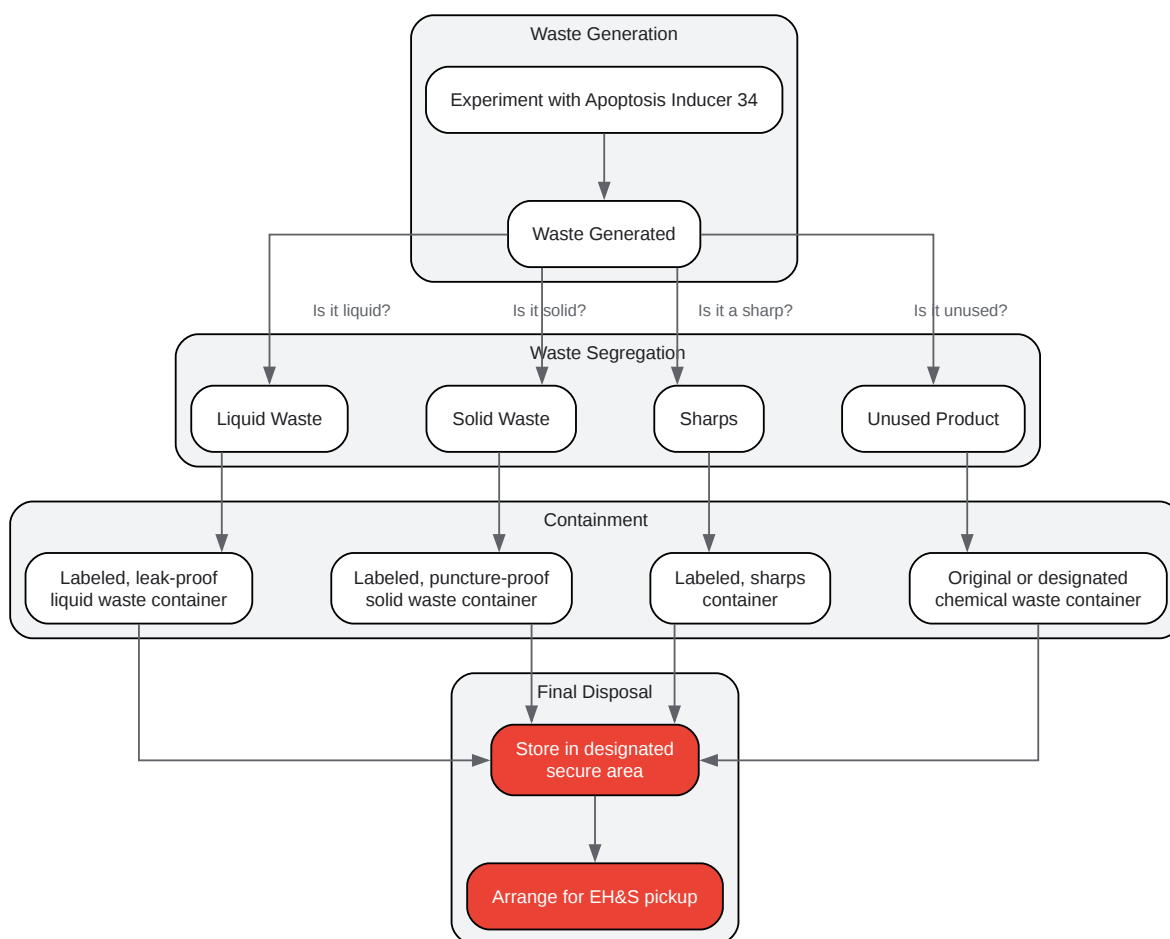 Waste Generation
Experiment with Apoptosis Inducer 34
Waste Generated
Is it liquid?
Is it solid?
Is it a sharp?
Is it unused?
Waste Segregation
Liquid Waste
Solid Waste
Sharps
Unused Product
Containment
Labeled, leak-proof
liquid waste container
Labeled, puncture-proof
solid waste container
Labeled, sharps
container
Original or designated
chemical waste container
Final Disposal
Store in designated
secure area
Arrange for EH&S pickup